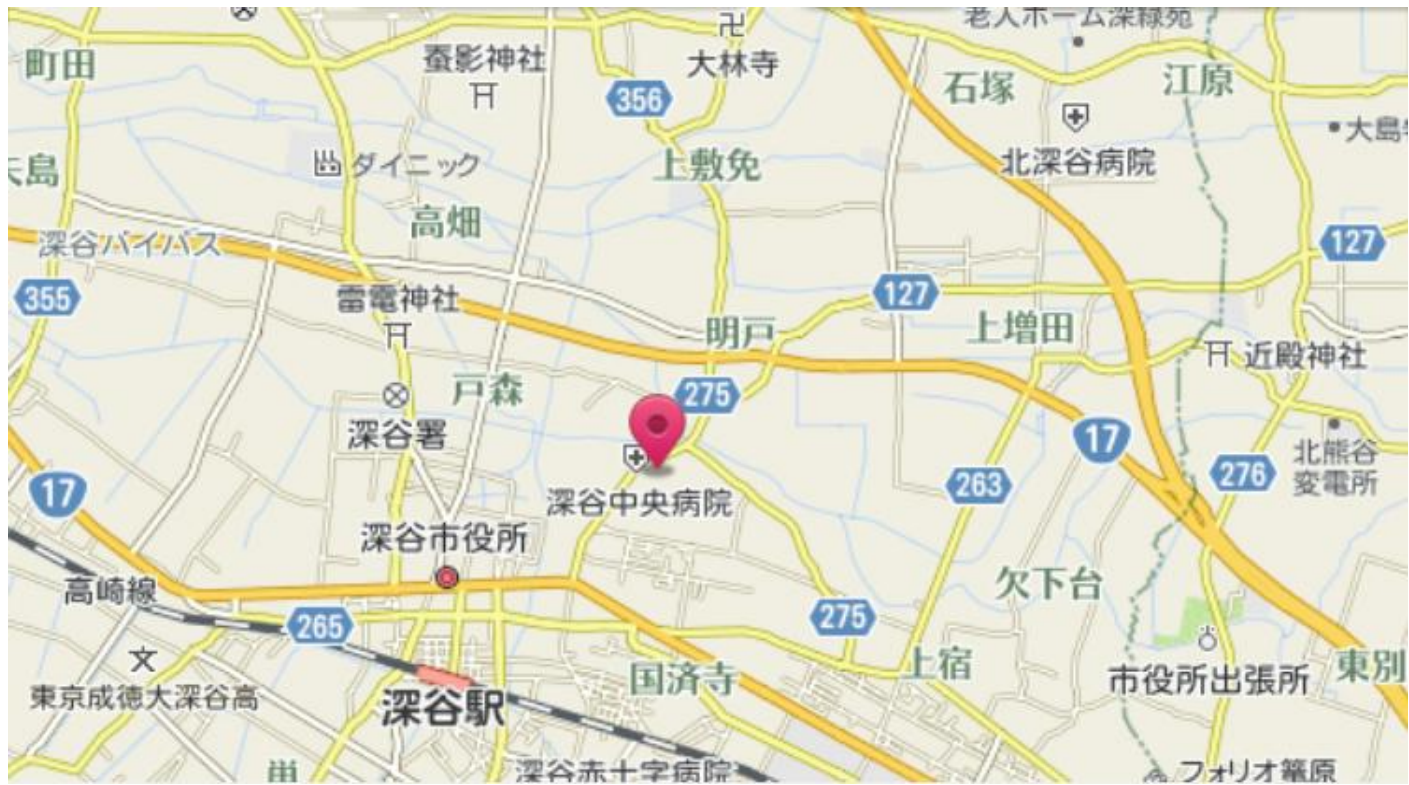 老人ホーム深緑苑
町田
蚕影神社
大林寺
石塚
江原
356
ダイニック
上敷免
北深谷病院
高畑
深谷バイパス
127
127
355
雷電神社
明戸
上増田
近殿神社
戸森
275
深谷署
17
北熊谷
変電所
276
17
263
深谷中央病院
深谷市役所
高崎線
欠下台
265
275
国済寺
上宿
市役所出張所
東別
東京成徳大深谷高
深谷駅
深谷赤十字病院
フォリオ篭原